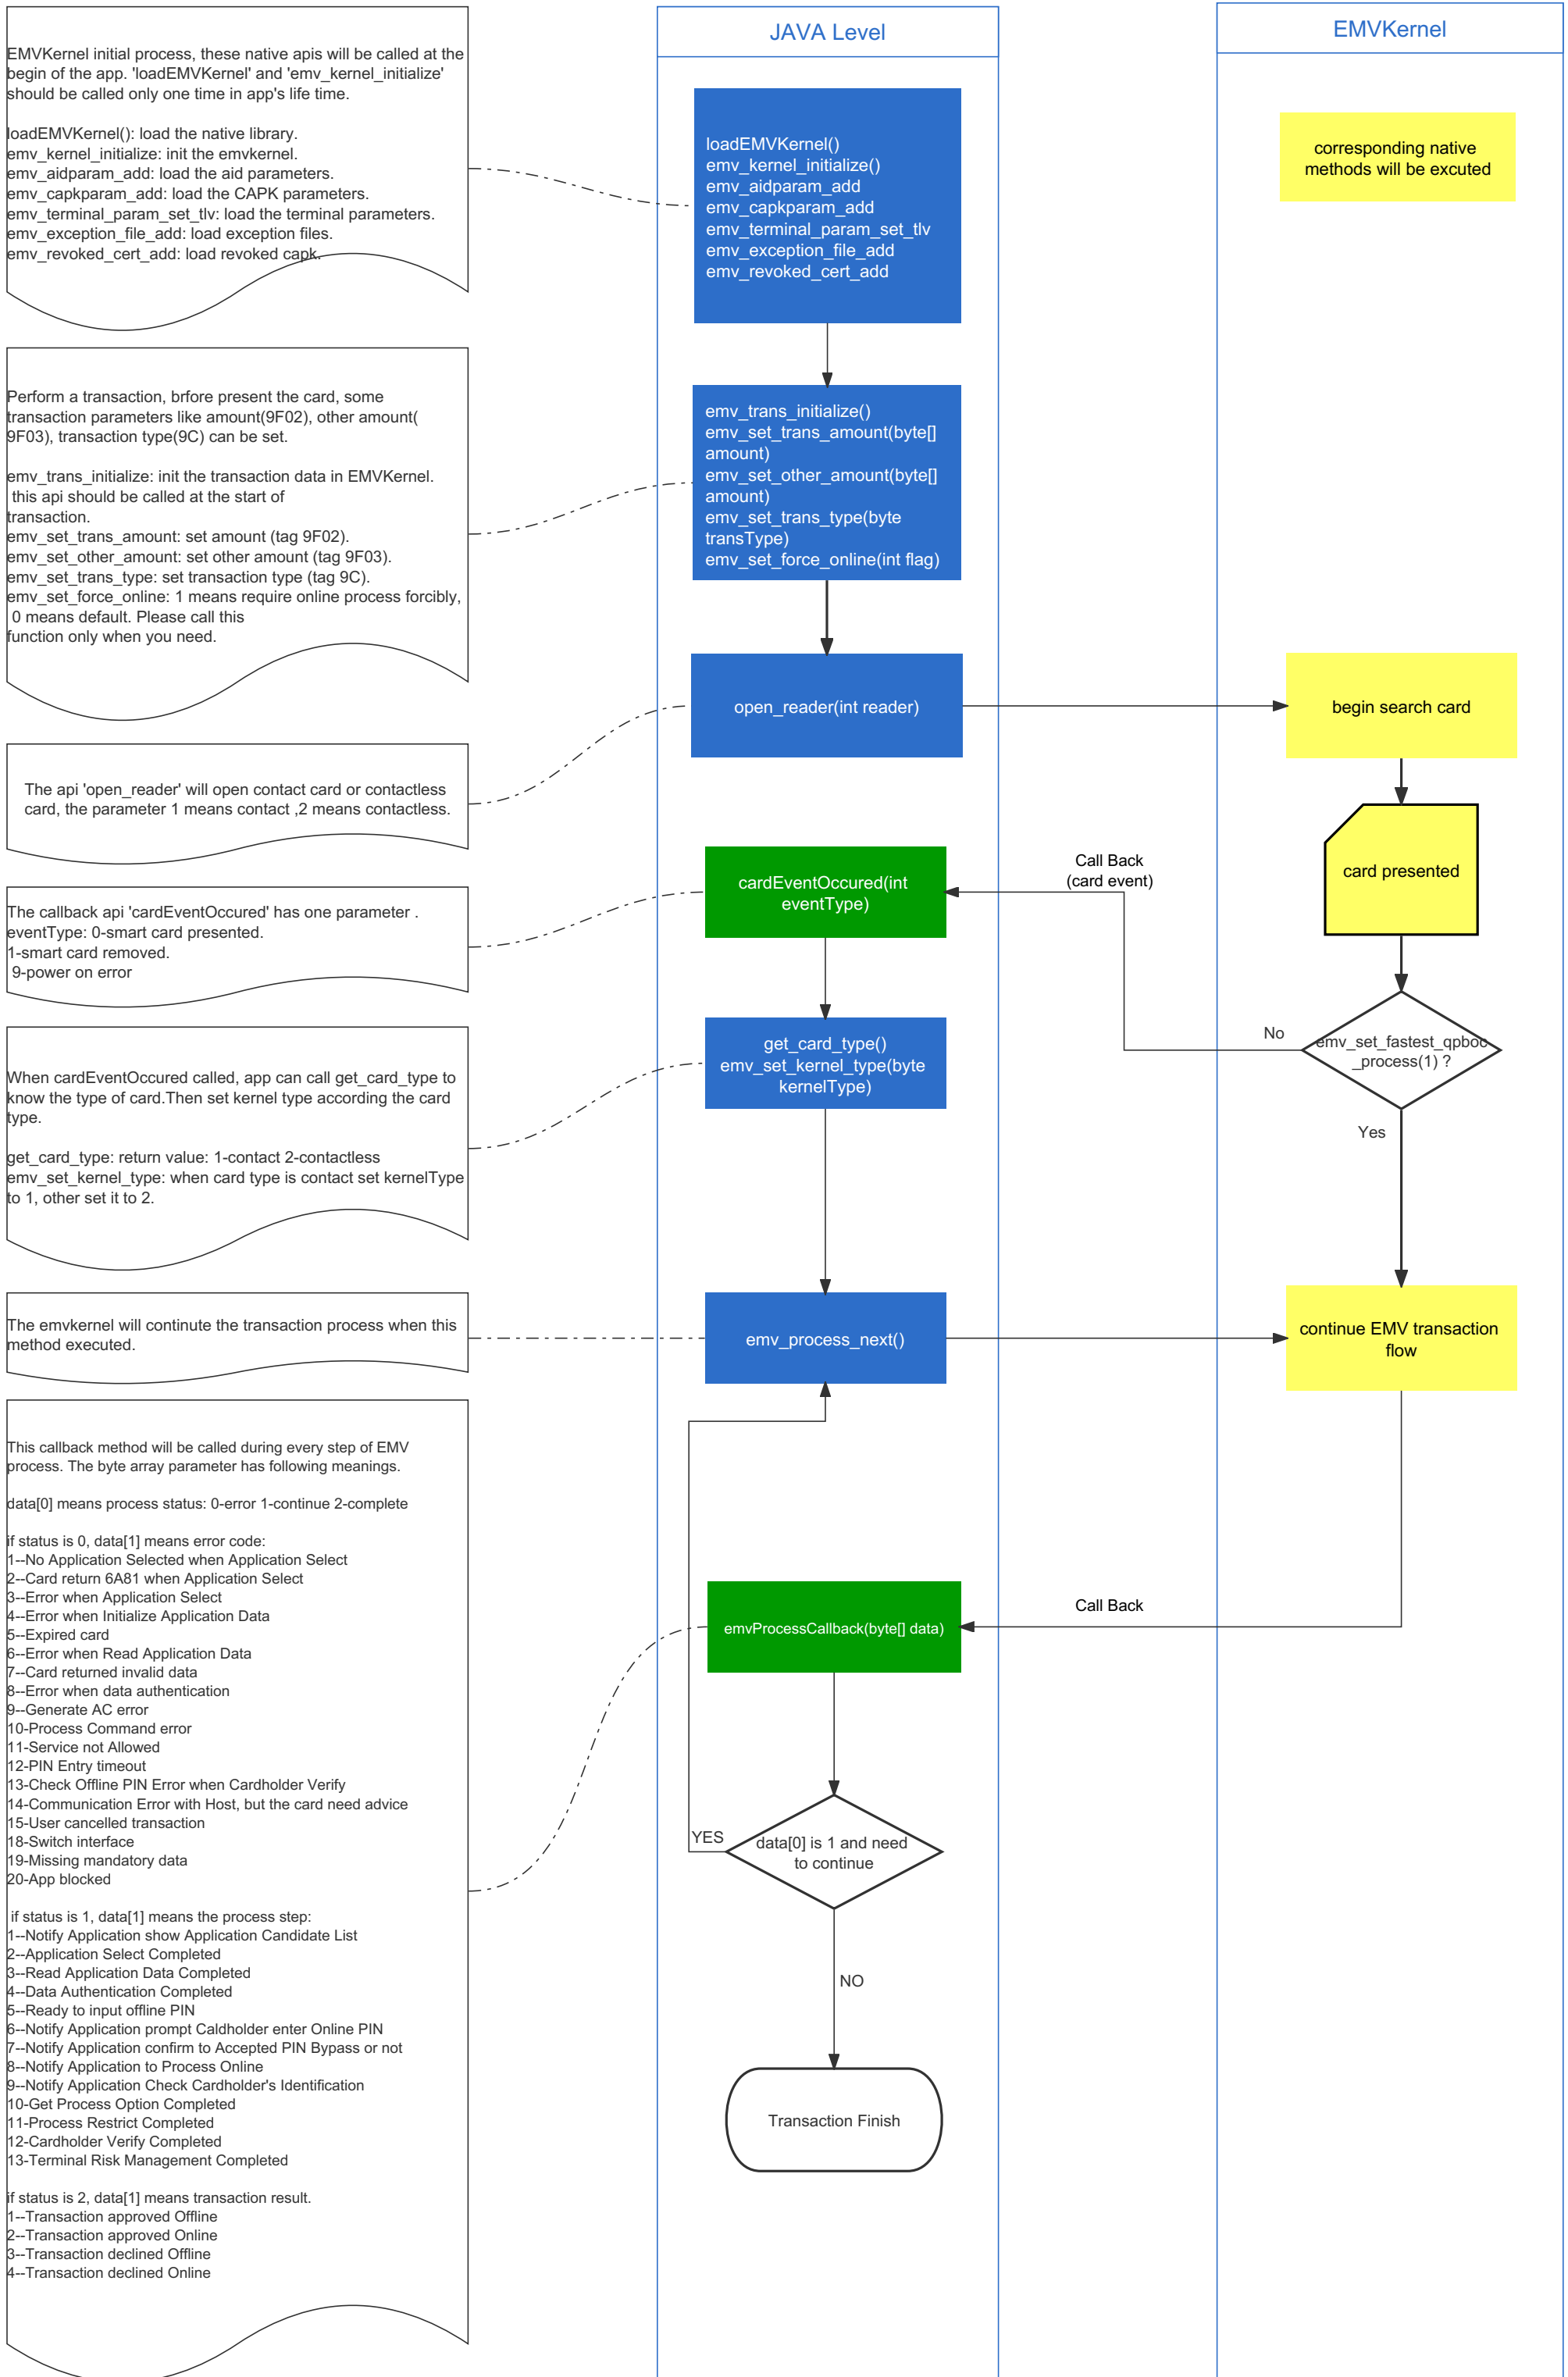 EMVKernel initial process, these native apis will be called at the
begin of the app. 'loadEMVKernel' and 'emv_kernel_initialize'
should be called only one time in app's life time.
loadEMVKernel(): load the native library.
emv_kernel_initialize: init the emvkernel.
emv_aidparam_add: load the aid parameters.
emv_capkparam_add: load the CAPK parameters.
emv_terminal_param_set_tlv: load the terminal parameters.
emv_exception_file_add: load exception files.
emv_revoked_cert_add: load revoked capk.
JAVA Level
loadEMVKernel()
emv_kernel_initialize()
emv_aidparam_add
emv_capkparam_add
emv_terminal_param_set_tlv
emv_exception_file_add
emv_revoked_cert_add
EMVKernel
corresponding native
methods will be excuted
Perform a transaction, brfore present the card, some
transaction parameters like amount(9F02), other amount(
9F03), transaction type(9C) can be set.
emv_trans_initialize: init the transaction data in EMVKernel.
this api should be called at the start of
transaction.
emv_set_trans_amount: set amount (tag 9F02).
emv_set_other_amount: set other amount (tag 9F03).
emv_set_trans_type: set transaction type (tag 9C).
emv_set_force_online: 1 means require online process forcibly,
0 means default. Please call this
function only when you need.
emv_trans_initialize()
emv_set_trans_amount(byte[]
amount)
emv_set_other_amount(byte[]
amount)
emv_set_trans_type(byte
transType)
emv_set_force_online(int flag)
open_reader(int reader)
begin search card
The api 'open_reader' will open contact card or contactless
card, the parameter 1 means contact ,2 means contactless.
card presented
Call Back
(card event)
cardEventOccured(int
eventType)
The callback api 'cardEventOccured' has one parameter .
eventType: 0-smart card presented.
1-smart card removed.
9-power on error
emv_set_fastest_qpboc
_process(1) ?
No
Yes
get_card_type()
emv_set_kernel_type(byte
kernelType)
When cardEventOccured called, app can call get_card_type to
know the type of card.Then set kernel type according the card
type.
get_card_type: return value: 1-contact 2-contactless
emv_set_kernel_type: when card type is contact set kernelType
to 1, other set it to 2.
The emvkernel will continute the transaction process when this
method executed.
emv_process_next()
continue EMV transaction
flow
This callback method will be called during every step of EMV
process. The byte array parameter has following meanings.
data[0] means process status: 0-error 1-continue 2-complete
if status is 0, data[1] means error code:
1--No Application Selected when Application Select
2--Card return 6A81 when Application Select
3--Error when Application Select
4--Error when Initialize Application Data
5--Expired card
6--Error when Read Application Data
7--Card returned invalid data
8--Error when data authentication
9--Generate AC error
10-Process Command error
11-Service not Allowed
12-PIN Entry timeout
13-Check Offline PIN Error when Cardholder Verify
14-Communication Error with Host, but the card need advice
15-User cancelled transaction
18-Switch interface
19-Missing mandatory data
20-App blocked
if status is 1, data[1] means the process step:
1--Notify Application show Application Candidate List
2--Application Select Completed
3--Read Application Data Completed
4--Data Authentication Completed
5--Ready to input offline PIN
6--Notify Application prompt Caldholder enter Online PIN
7--Notify Application confirm to Accepted PIN Bypass or not
8--Notify Application to Process Online
9--Notify Application Check Cardholder's Identification
10-Get Process Option Completed
11-Process Restrict Completed
12-Cardholder Verify Completed
13-Terminal Risk Management Completed
if status is 2, data[1] means transaction result.
1--Transaction approved Offline
2--Transaction approved Online
3--Transaction declined Offline
4--Transaction declined Online
Call Back
emvProcessCallback(byte[] data)
YES
data[0] is 1 and need
to continue
NO
Transaction Finish